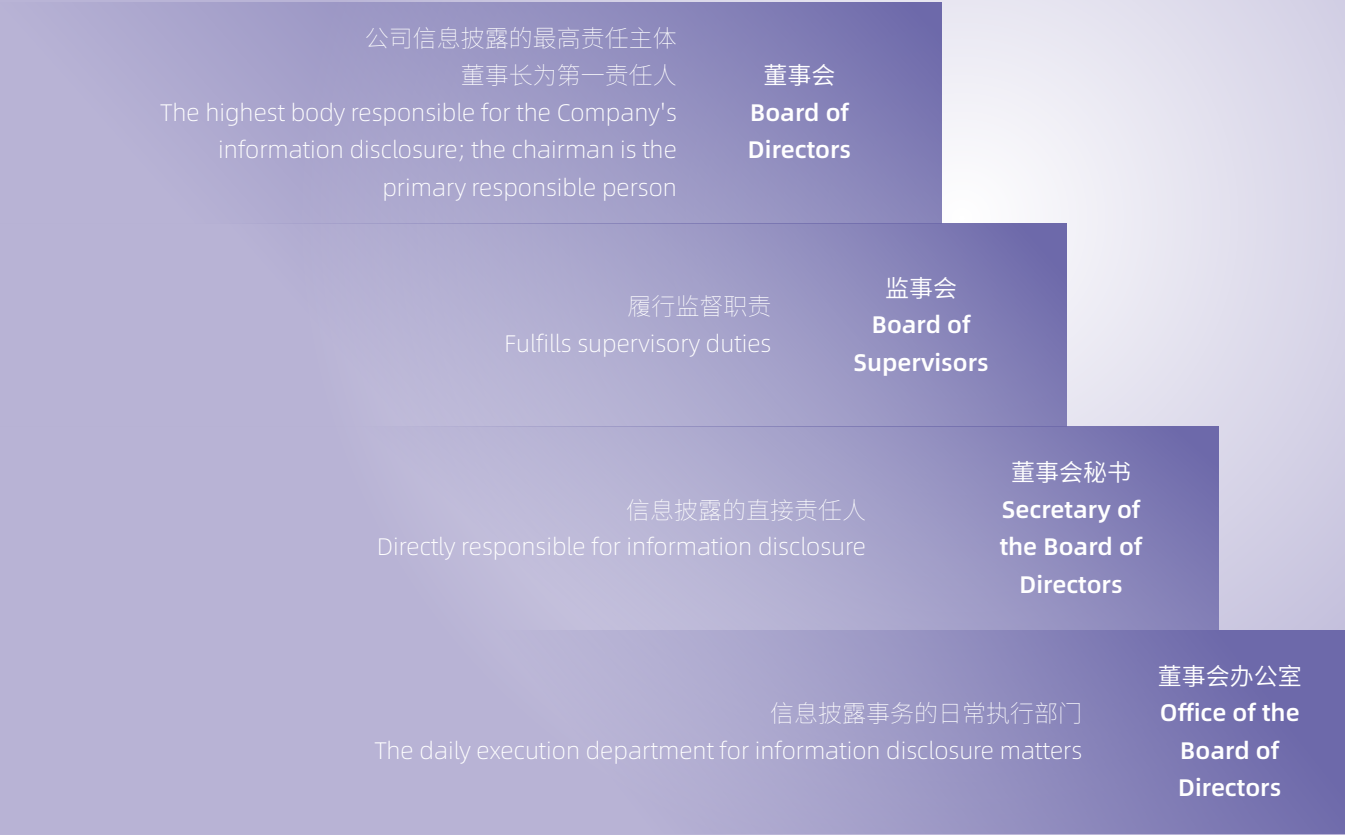 公司信息披露的最高责任主体
董事长为第一责任人
The highest body responsible for the Company's
information disclosure; the chairman is the
primary responsible person
董事会
Board of
Directors
履行监督职责
Fulfills supervisory duties
监事会
Board of
Supervisors
信息披露的直接责任人
Directly responsible for information disclosure
董事会秘书
Secretary of
the Board of
Directors
信息披露事务的日常执行部门
The daily execution department for information disclosure matters
董事会办公室
Office of the
Board of
Directors